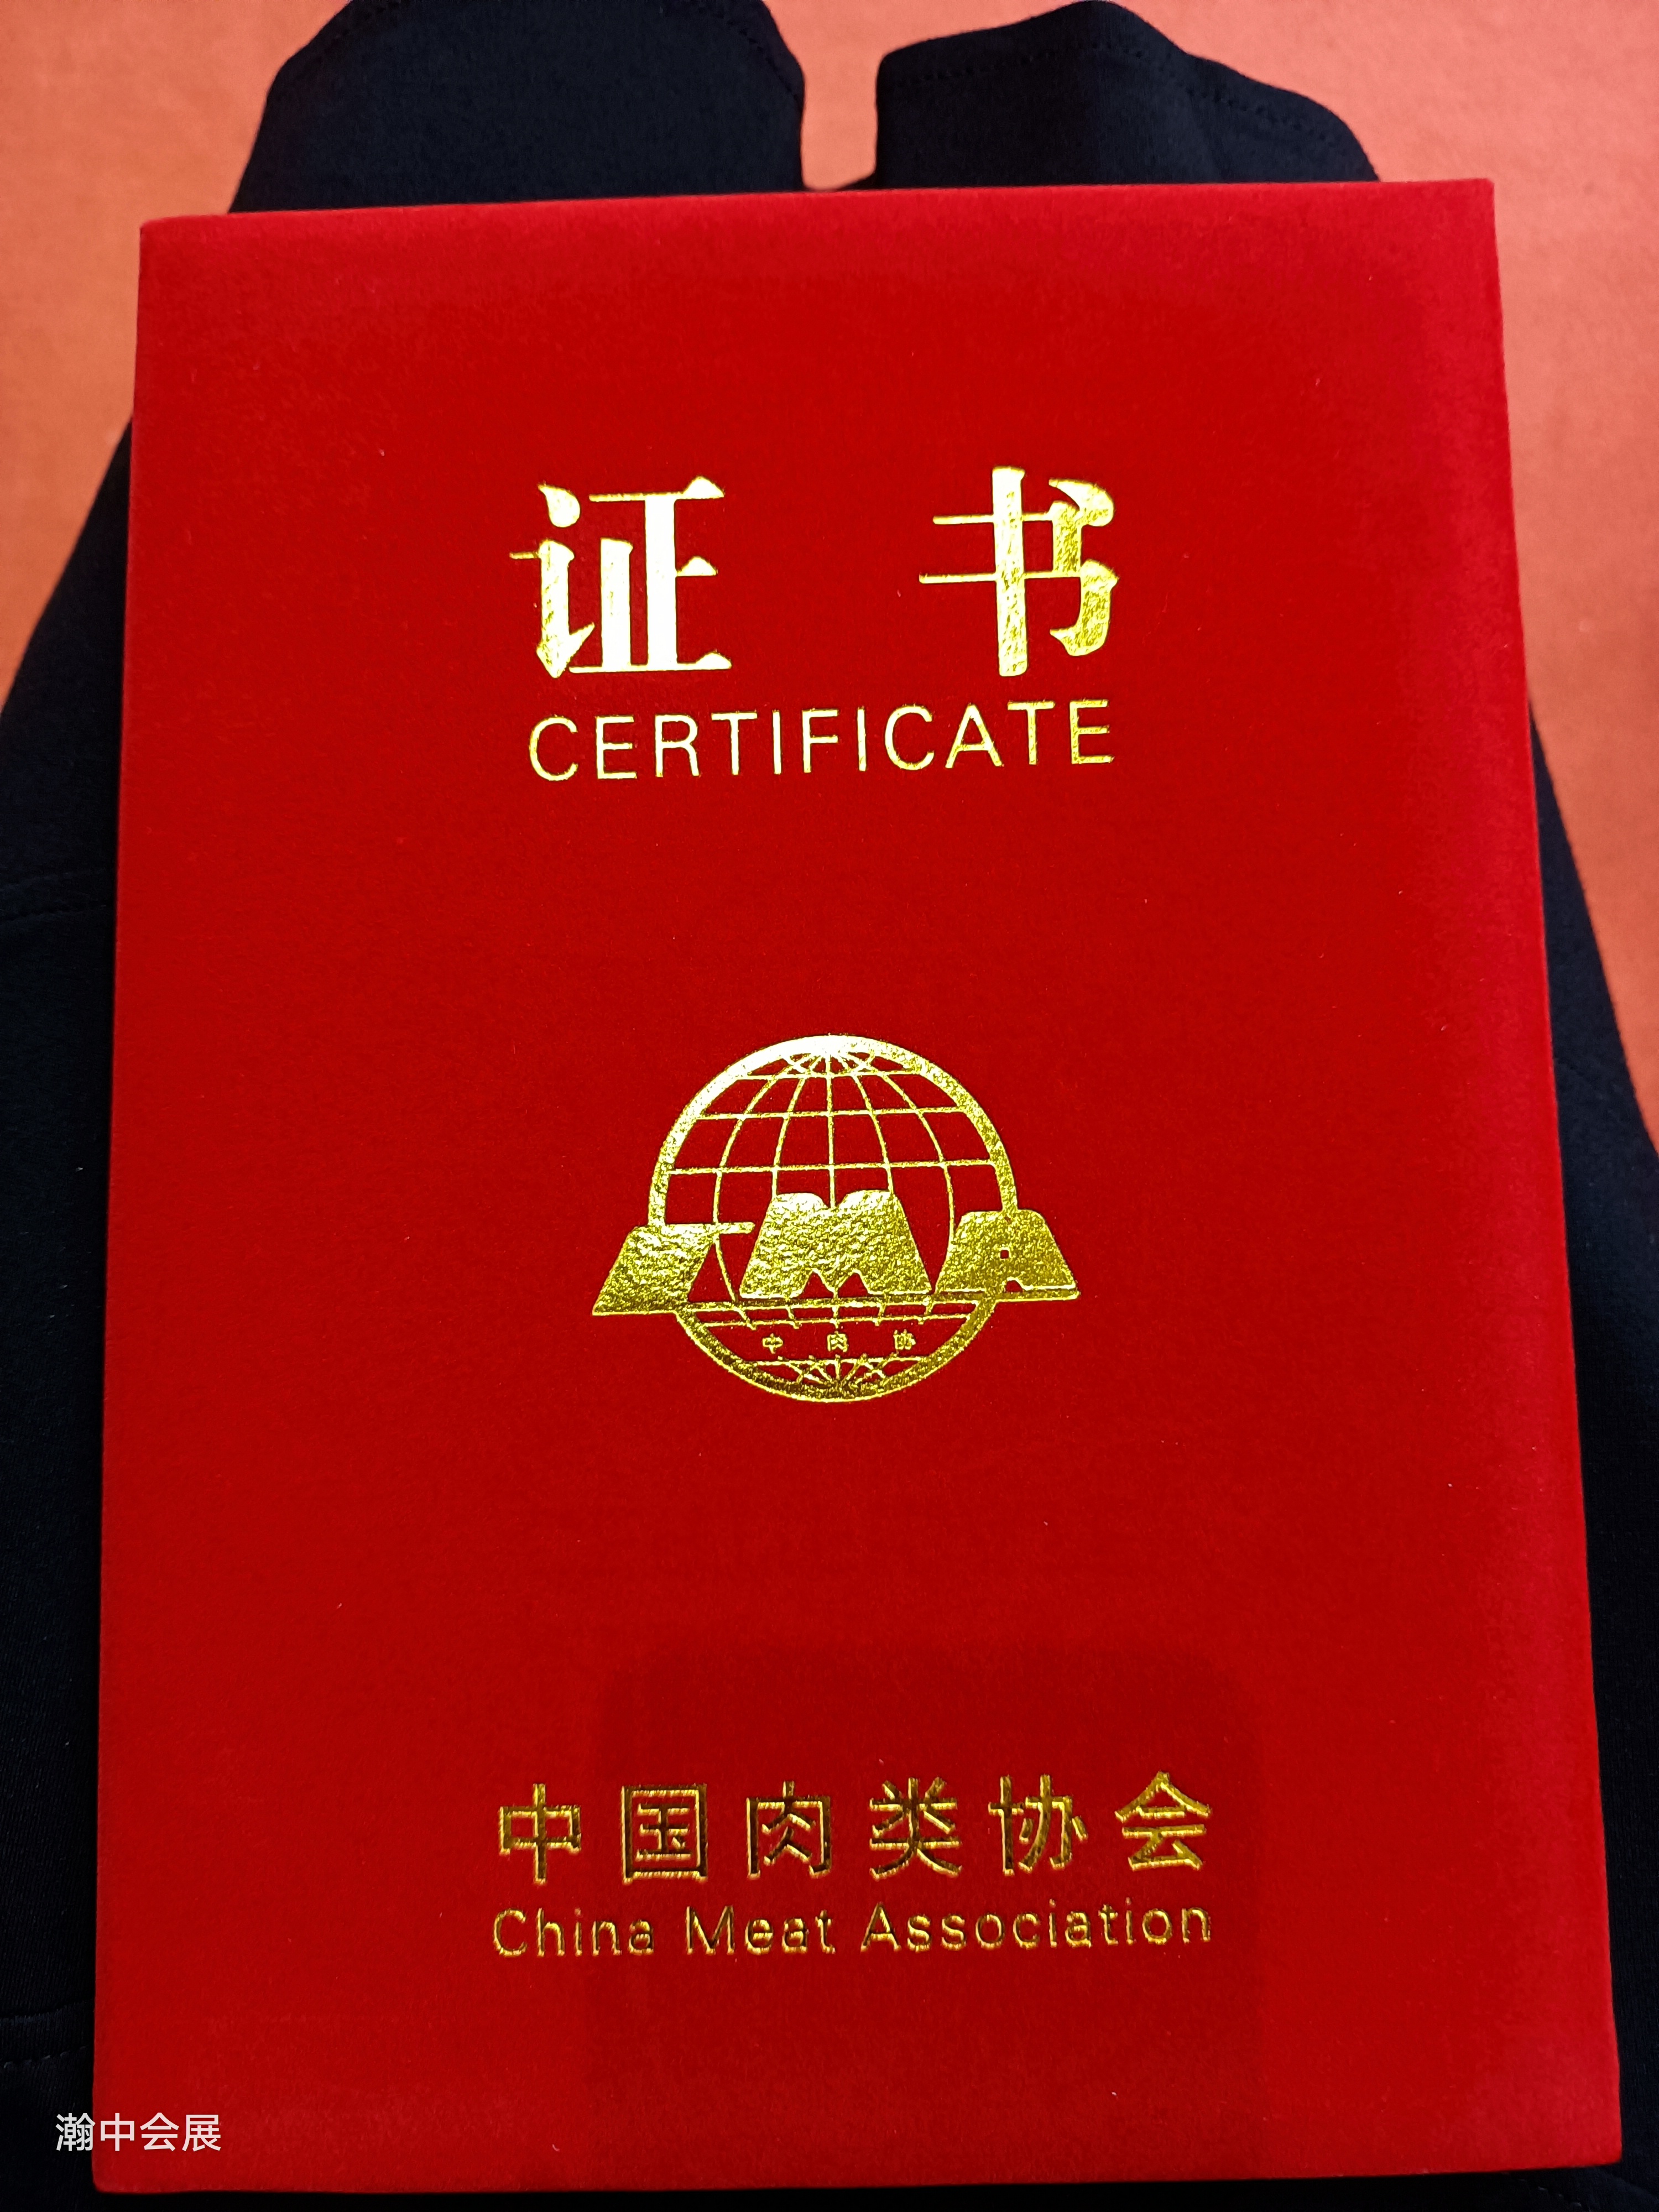 证书
CERTIFICATE
CMA
中肉协
中国肉类协会
China Meat Association
瀚中会展